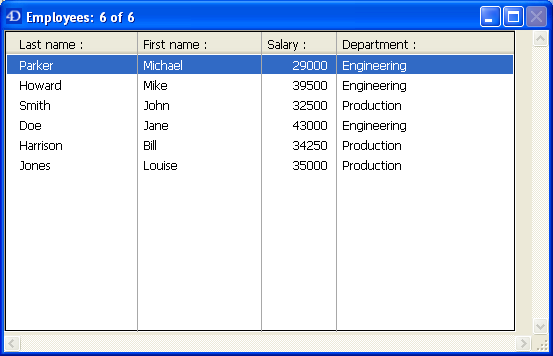 4D Employees: 6 of 6
Last name : First name : Salary : Department :
Parker Michael 29000 Engineering
Howard Mike 39500 Engineering
Smith John 32500 Production
Doe Jane 43000 Engineering
Harrison Bill 34250 Production
Jones Louise 35000 Production